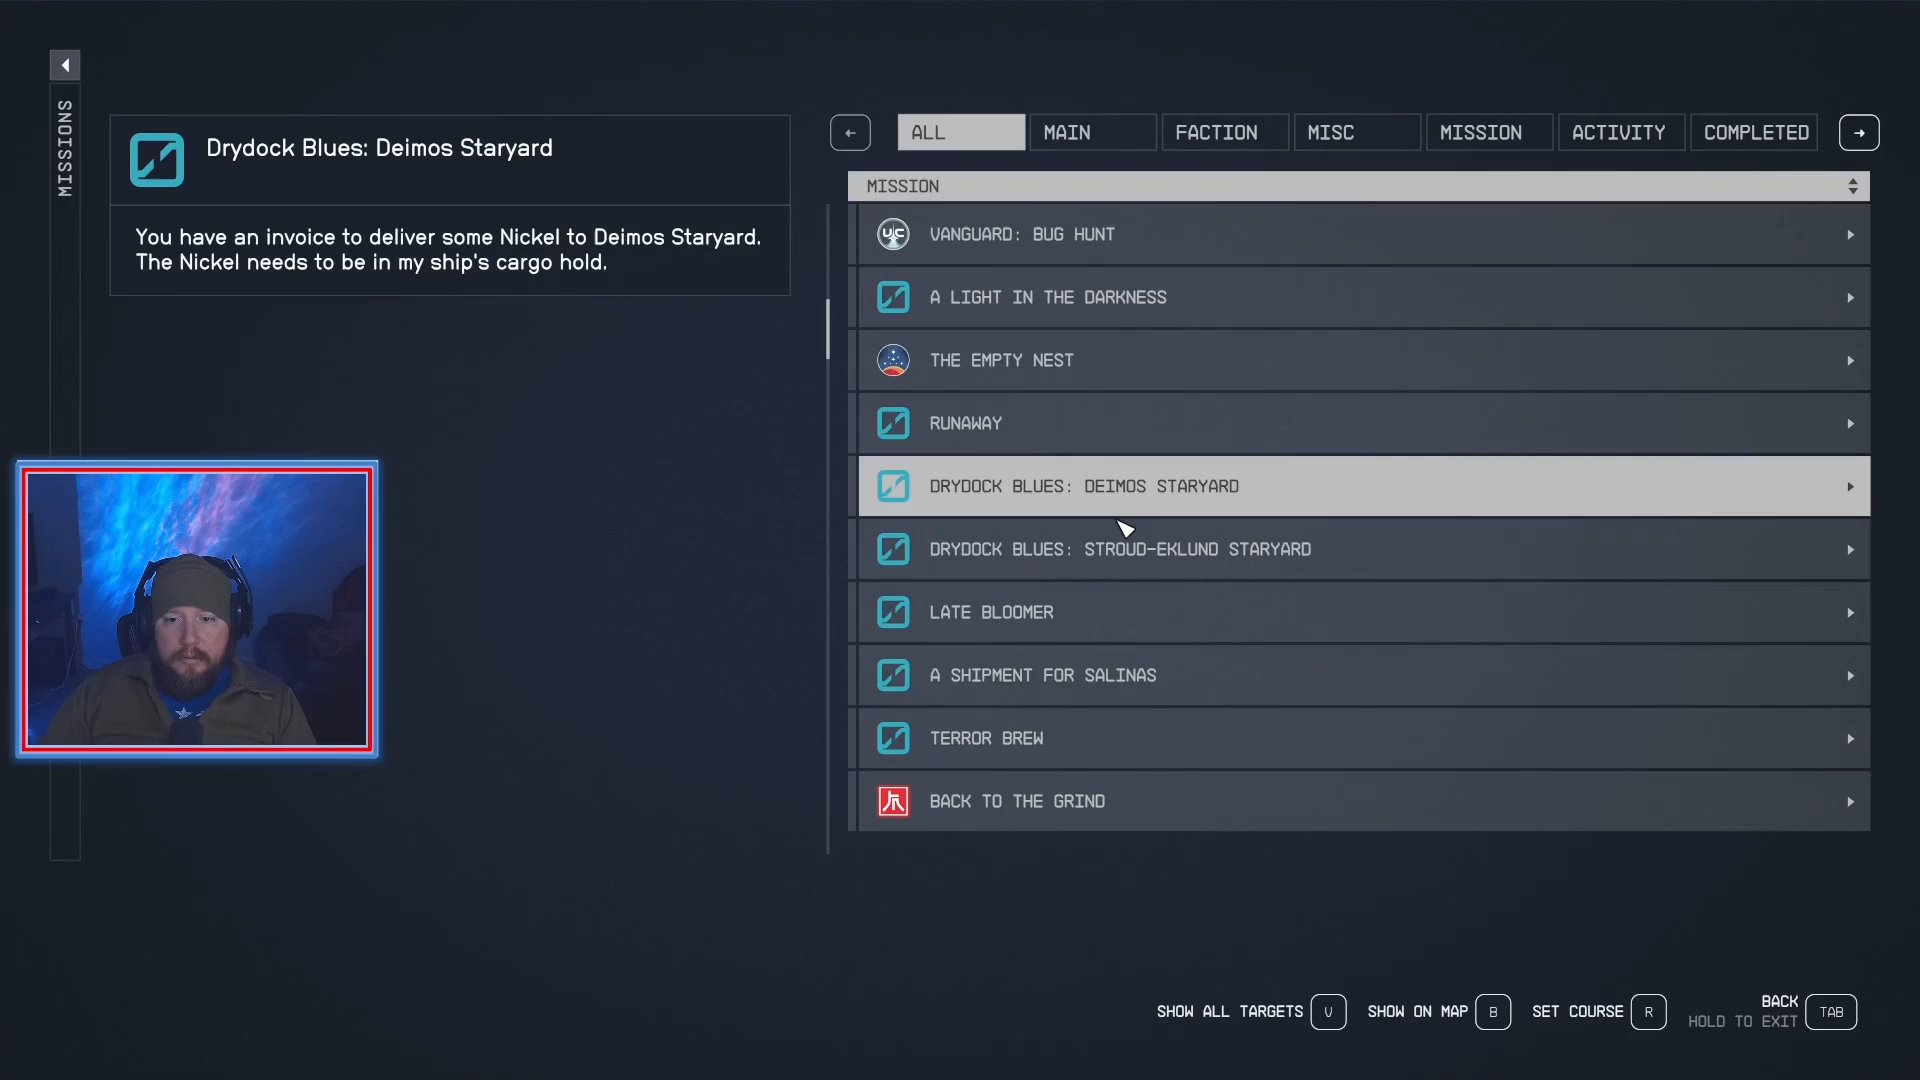 MISSIONS
Drydock Blues: Deimos Staryard
You have an invoice to deliver some Nickel to Deimos Staryard.
The Nickel needs to be in my ship's cargo hold.
ALL
MAIN
FACTION
MISC
MISSION
ACTIVITY
COMPLETED
MISSION
UC
VANGUARD: BUG HUNT
A LIGHT IN THE DARKNESS
THE EMPTY NEST
RUNAWAY
DRYDOCK BLUES: DEIMOS STARYARD
DRYDOCK BLUES: STROUD-EKLUND STARYARD
LATE BLOOMER
A SHIPMENT FOR SALINAS
TERROR BREW
BACK TO THE GRIND
SHOW ALL TARGETS V
SHOW ON MAP B
SET COURSE R
BACK
HOLD TO EXIT
TAB